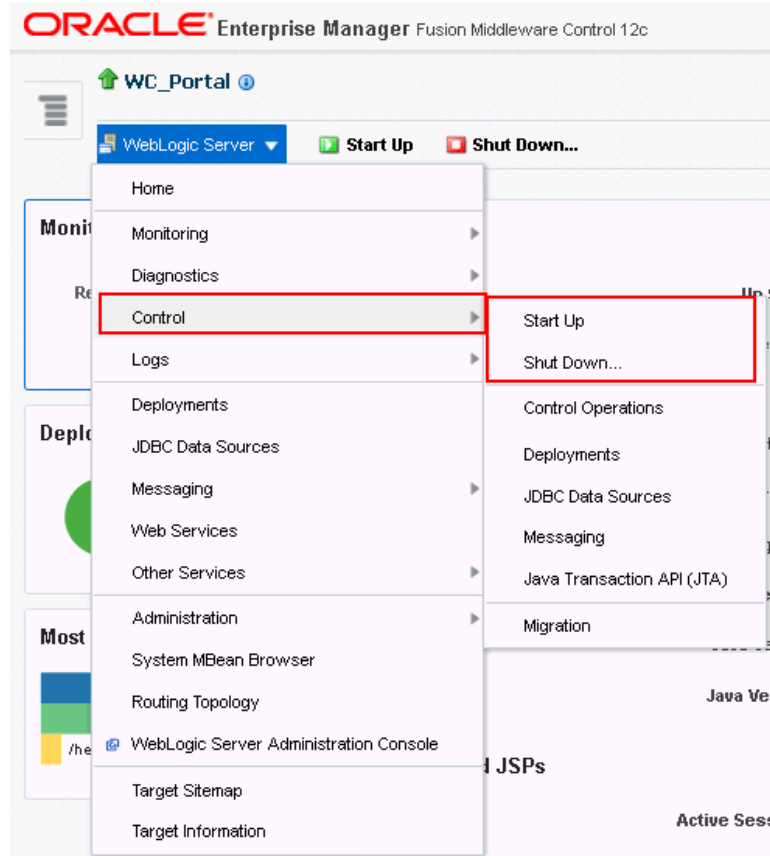 ORACLE Enterprise Manager Fusion Middleware Control 12c
WC_Portal
WebLogic Server
Start Up
Shut Down...
Home
Monitoring
Diagnostics
Control
Logs
Deployments
JDBC Data Sources
Messaging
Web Services
Other Services
Administration
System MBean Browser
Routing Topology
WebLogic Server Administration Console
Target Sitemap
Target Information
Start Up
Shut Down...
Control Operations
Deployments
JDBC Data Sources
Messaging
Java Transaction API (JTA)
Migration
Monit
Re
Up
Deplo
Most
/he
Java Ve
d JSPs
Active Sess